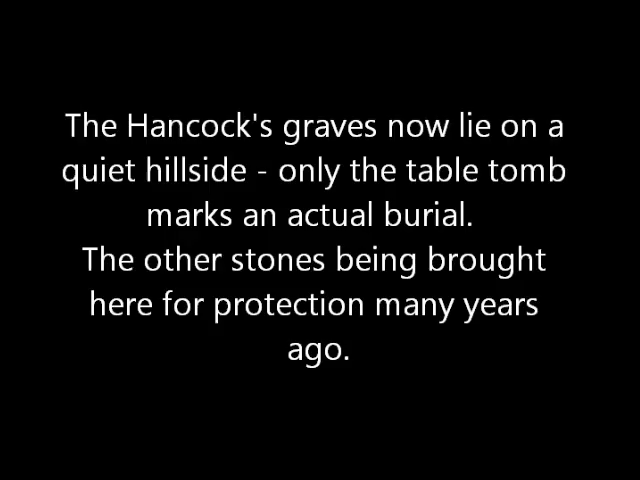 The Hancock's graves now lie on a
quiet hillside - only the table tomb
marks an actual burial.
The other stones being brought
here for protection many years
ago.